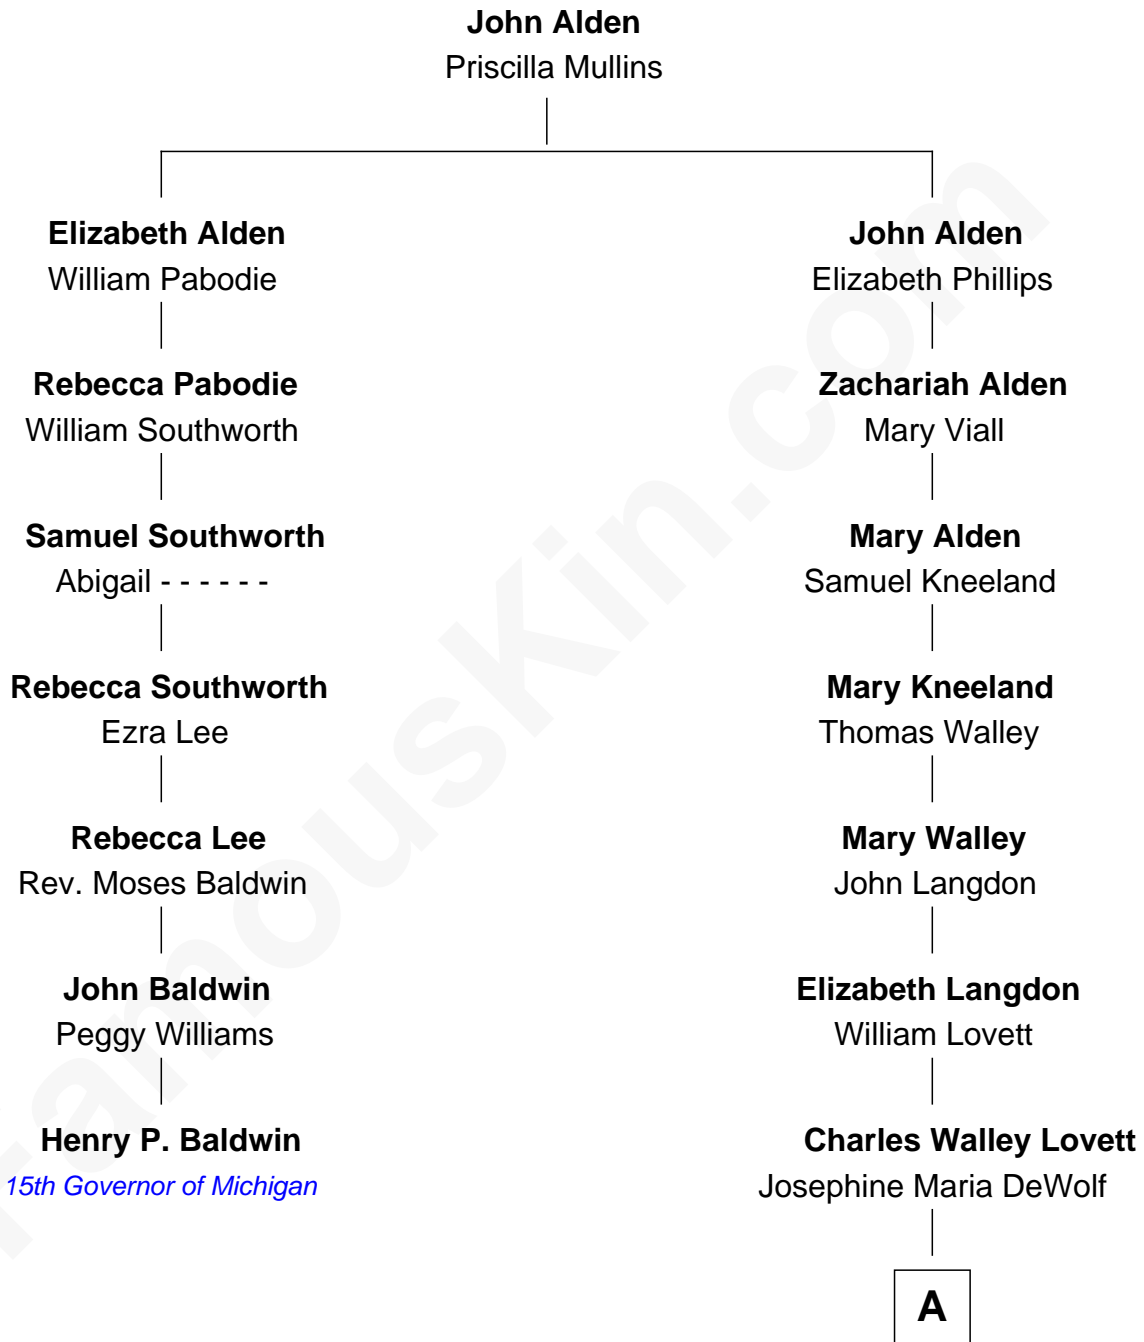 John Alden
Priscilla Mullins
Elizabeth Alden
William Pabodie
John Alden
Elizabeth Phillips
Rebecca Pabodie
William Southworth
Zachariah Alden
Mary Viall
Samuel Southworth
Abigail - - - - - -
Mary Alden
Samuel Kneeland
Rebecca Southworth
Ezra Lee
Mary Kneeland
Thomas Walley
Rebecca Lee
Rev. Moses Baldwin
Mary Walley
John Langdon
John Baldwin
Peggy Williams
Elizabeth Langdon
William Lovett
Henry P. Baldwin
15th Governor of Michigan
Charles Walley Lovett
Josephine Maria DeWolf
A
FamousKin.com